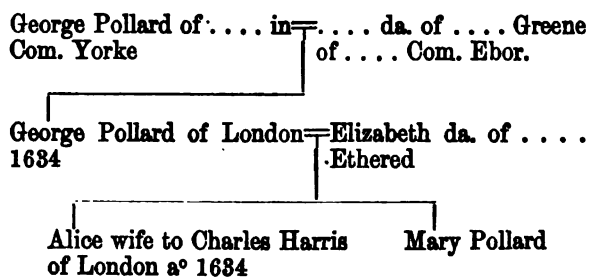 George Pollard of . . . . in=. . . . da. of . . . . Greene
Com. Yorke of . . . . Com. Ebor.
George Pollard of London=Elizabeth da. of . . . .
1634 Ethered
Alice wife to Charles Harris Mary Pollard
of London aº 1634